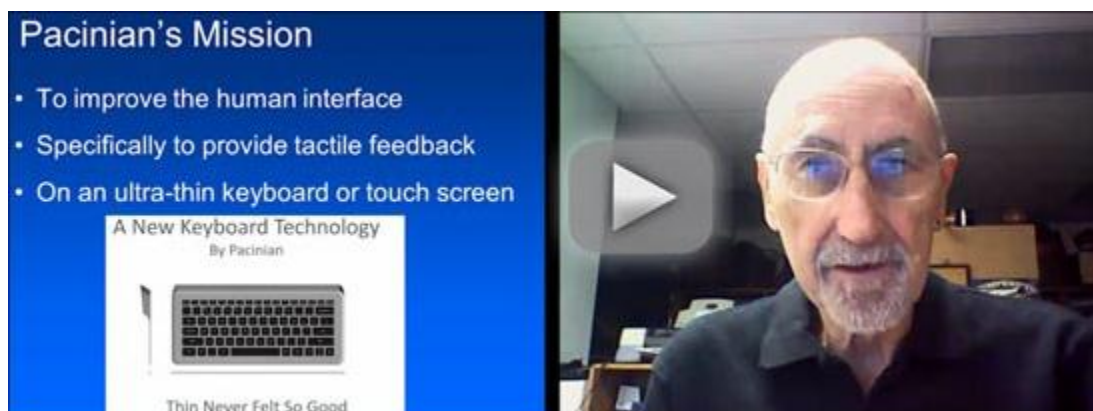 Pacinian's Mission
• To improve the human interface
• Specifically to provide tactile feedback
• On an ultra-thin keyboard or touch screen
A New Keyboard Technology
By Pacinian
Thin Never Felt So Good